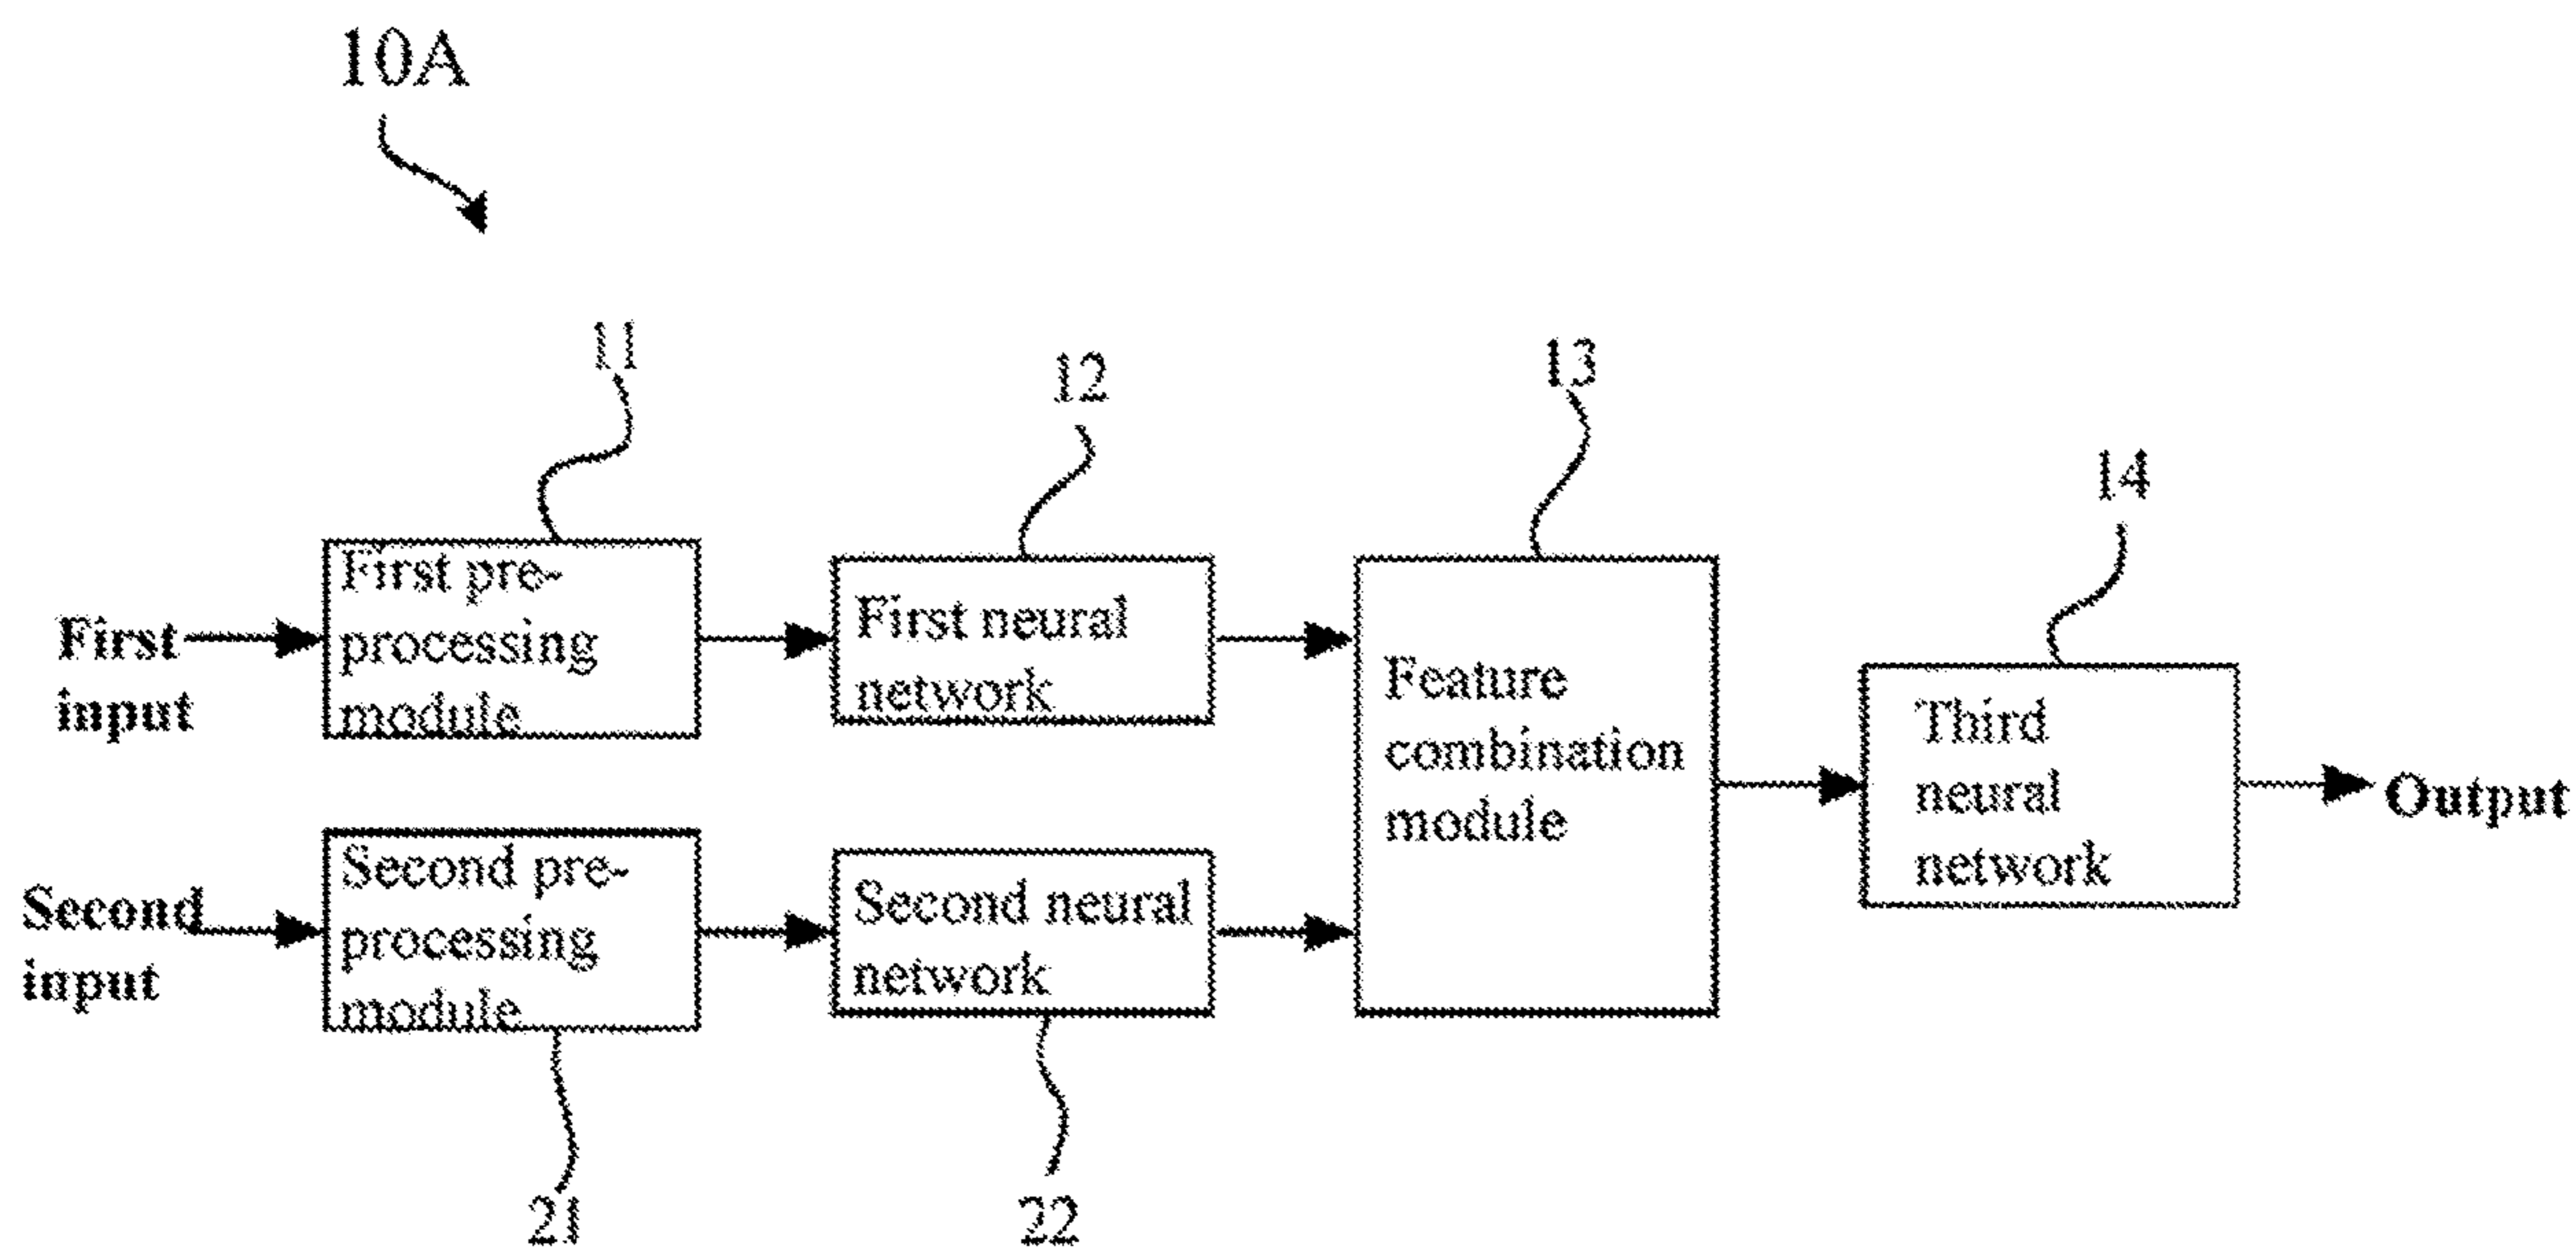 10A
11
12
13
14
First pre-
processing
module
First neural
network
First
input
Feature
combination
module
Third
neural
network
Output
Second pre-
processing
module
Second neural
network
Second
input
21
22